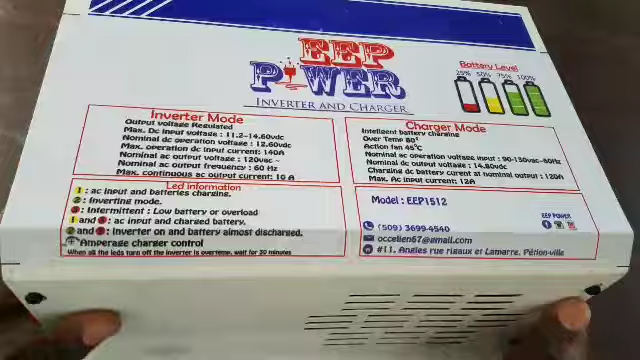 EEP
POWER
INVERTER AND CHARGER
Battery Level
25% 50% 75% 100%
Inverter Mode
Output voltage Regulated
Max. Dc input voltage : 11.2-14.60vdc
Nominal dc operation voltage : 12.60vdc
Max. operation dc input current: 140A
Nominal ac output voltage : 120vac ~
Nominal ac output frequency : 60 Hz
Max. continuous ac output current: 10 A
Charger Mode
Intelligent battery charging
Over Temp 80°
Action fan 45°C
Nominal ac operation voltage input : 90-130vac-60Hz
Nominal dc output voltage : 14.80vdc
Charging dc battery current at nominal output : 120A
Max. Ac input current: 12A
Led Information
1 : ac input and batteries charging.
2 : Inverting mode.
3 : Intermittent : Low battery or overload
1 and 3 : ac input and charged battery.
2 and 3 : Inverter on and battery almost discharged.
Amperage charger control
When all the leds turn off the inverter is overtemp, wait for 30 minutes
Model : EEP1512
EEP POWER
(509) 3699-4540
occelien67@gmail.com
#11, Angles rue rigaux et Lamarre, Pétion-ville